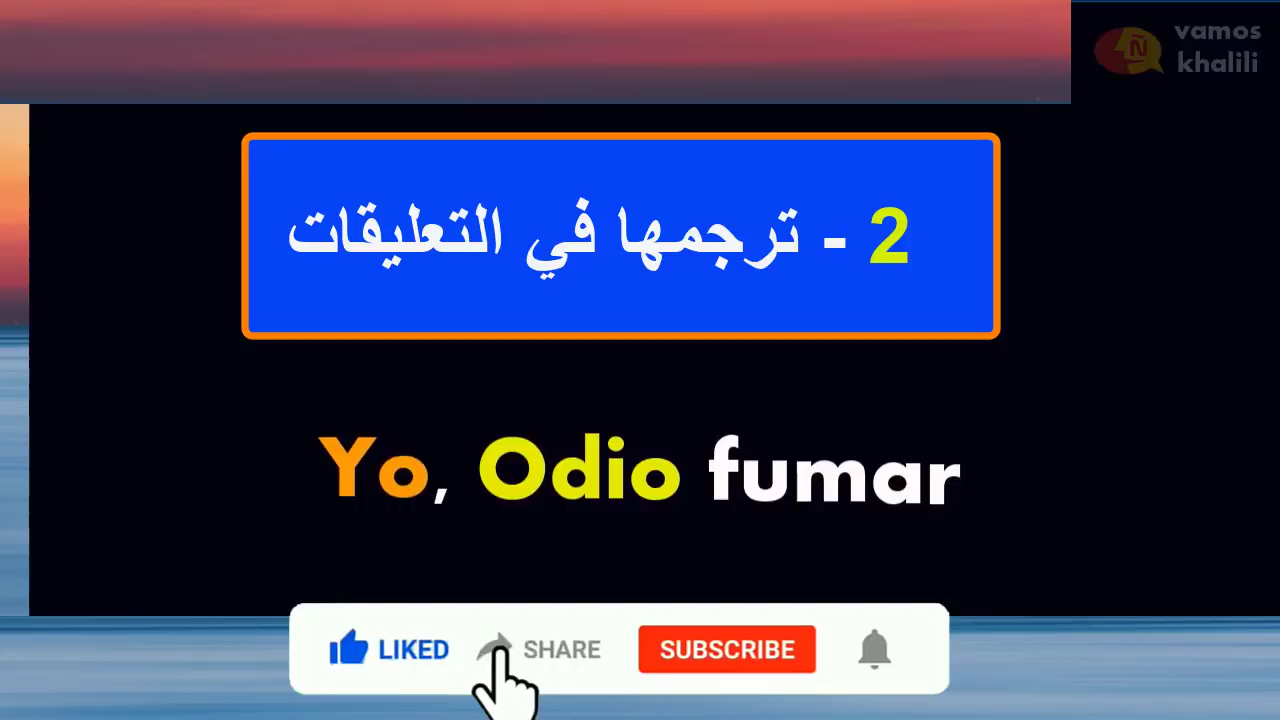 vamos
khalili
Ñ
2 - ترجمها في التعليقات
Yo, Odio fumar
LIKED SHARE SUBSCRIBE